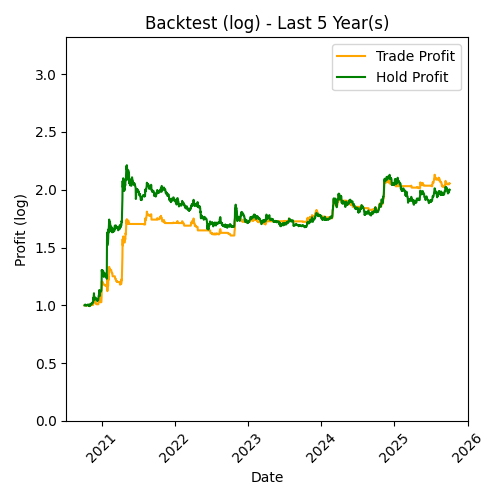 Backtest (log) - Last 5 Year(s)
Trade Profit
Hold Profit
Profit (log)
3.0
2.5
2.0
1.5
1.0
0.5
0.0
2021
2022
2023
2024
2025
2026
Date